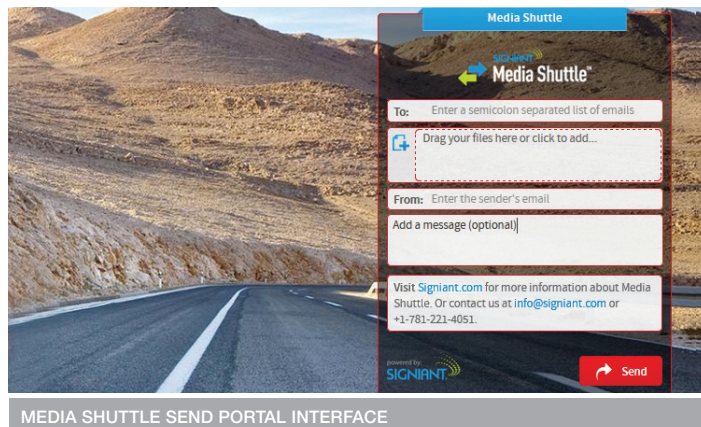 Media Shuttle
SIGNIANT
Media Shuttle™
To: Enter a semicolon separated list of emails
Drag your files here or click to add...
From: Enter the sender's email
Add a message (optional)
Visit Signiant.com for more information about Media
Shuttle. Or contact us at info@signiant.com or
+1-781-221-4051.
powered by:
SIGNIANT
Send
MEDIA SHUTTLE SEND PORTAL INTERFACE